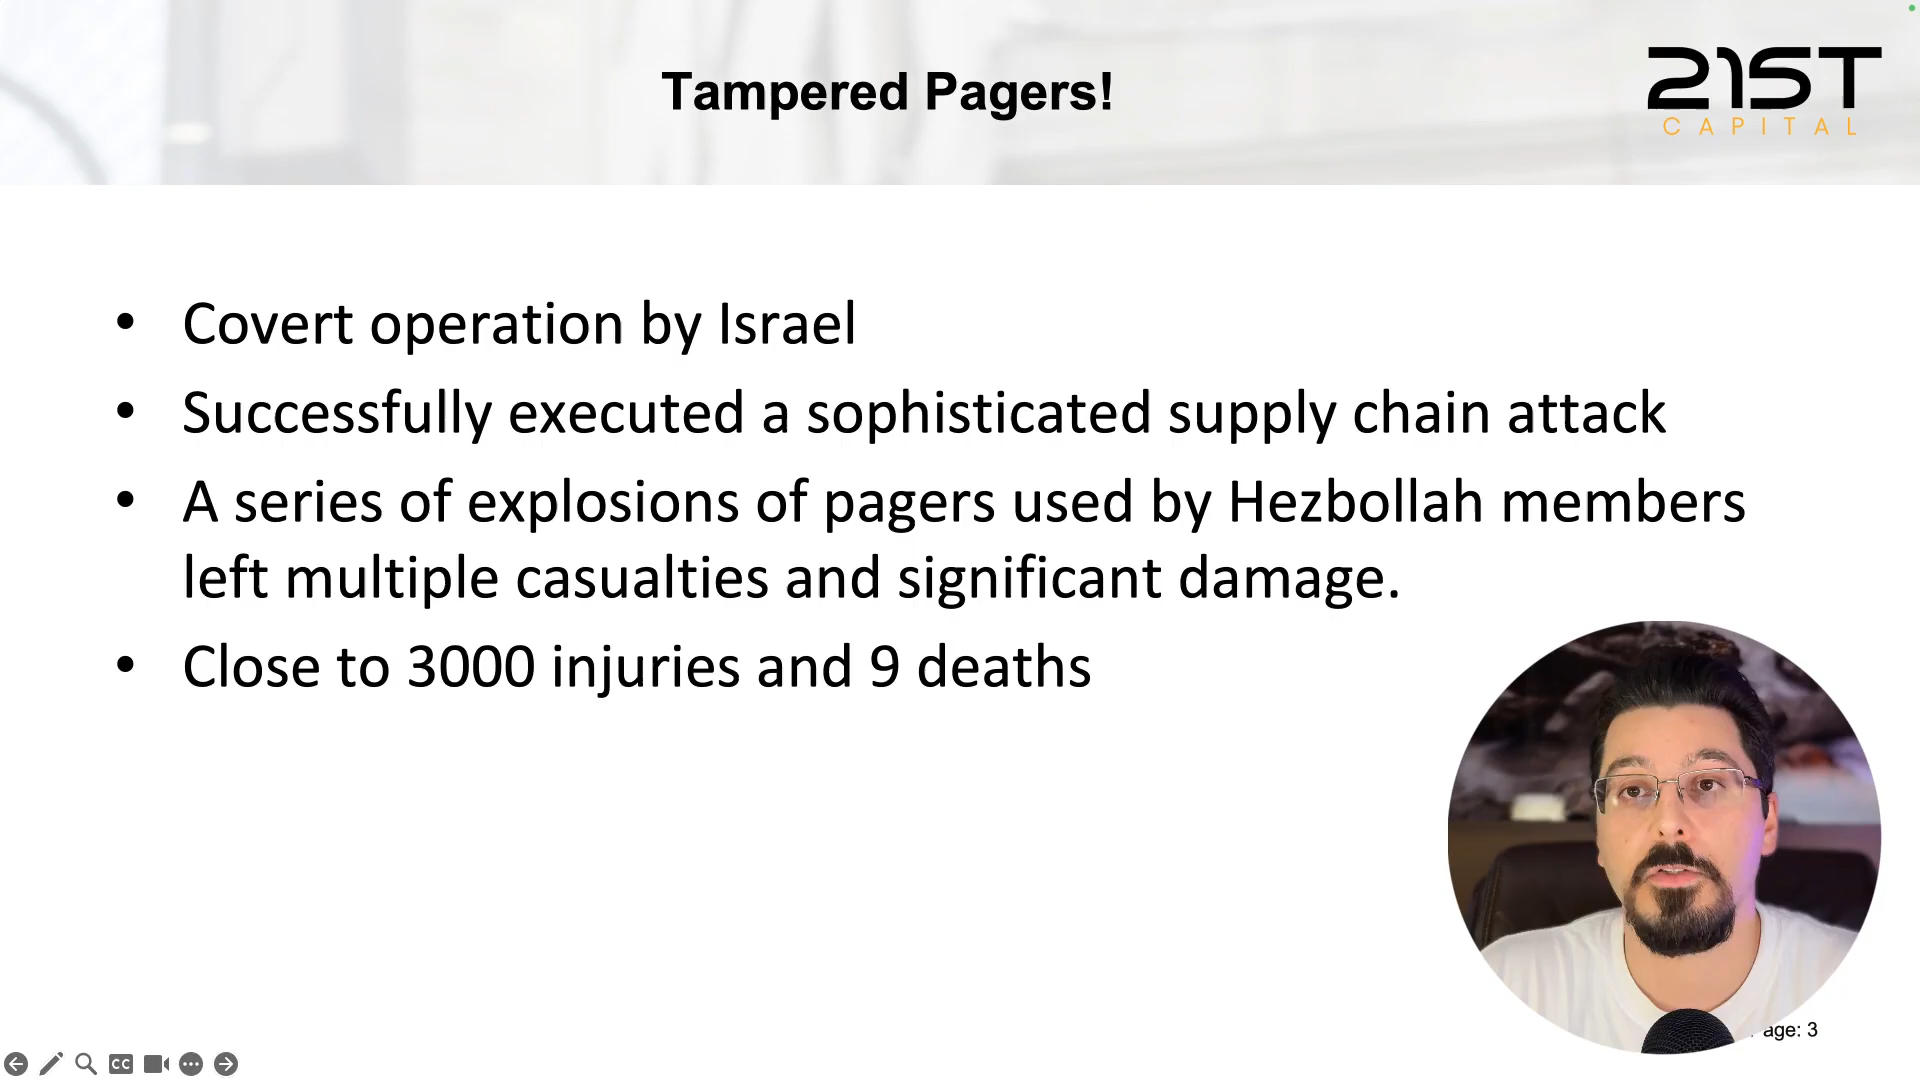 Tampered Pagers!
21ST
CAPITAL
• Covert operation by Israel
• Successfully executed a sophisticated supply chain attack
• A series of explosions of pagers used by Hezbollah members
left multiple casualties and significant damage.
• Close to 3000 injuries and 9 deaths
age: 3
CC